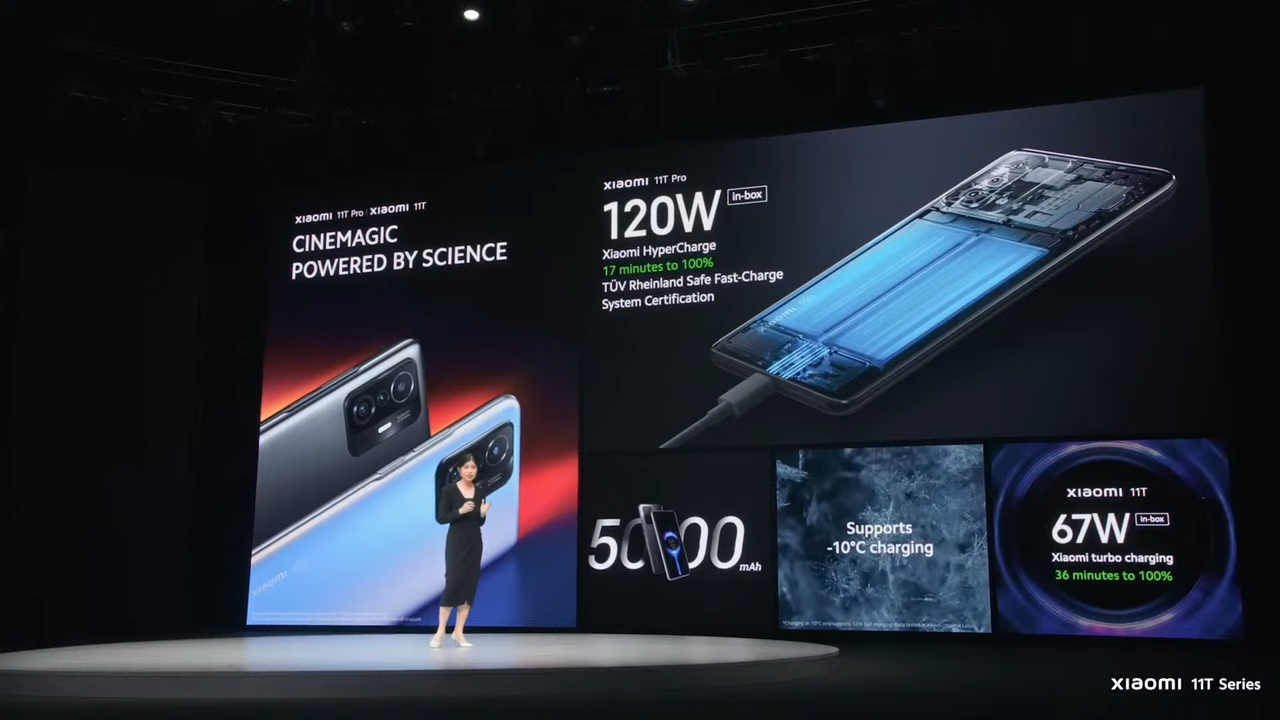 xiaomi 11T Pro | xiaomi 11T
CINEMAGIC
POWERED BY SCIENCE
xiaomi 11T Pro
120W in-box
Xiaomi HyperCharge
17 minutes to 100%
TÜV Rheinland Safe Fast-Charge
System Certification
xiaomi
5000 mAh
Supports
-10°C charging
xiaomi 11T
67W in-box
Xiaomi turbo charging
36 minutes to 100%
xiaomi 11T Series